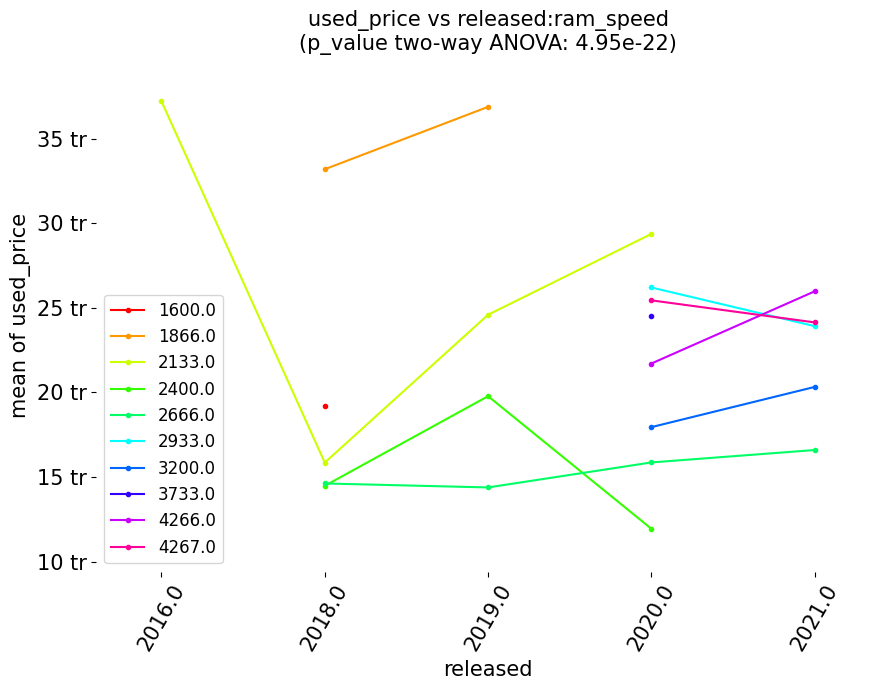 used_price vs released:ram_speed
(p_value two-way ANOVA: 4.95e-22)
mean of used_price
35 tr
30 tr
25 tr
20 tr
15 tr
10 tr
1600.0
1866.0
2133.0
2400.0
2666.0
2933.0
3200.0
3733.0
4266.0
4267.0
2016.0
2018.0
2019.0
2020.0
2021.0
released